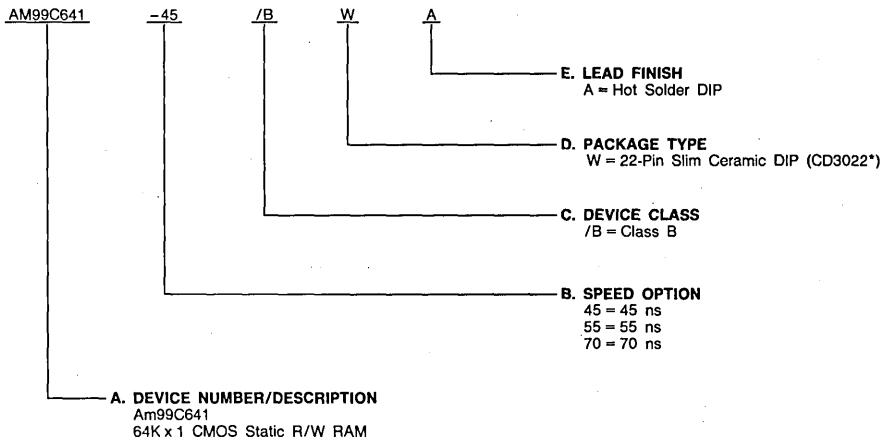 AM99C641 -45 /B W A
E. LEAD FINISH
A = Hot Solder DIP
D. PACKAGE TYPE
W = 22-Pin Slim Ceramic DIP (CD3022*)
C. DEVICE CLASS
/B = Class B
B. SPEED OPTION
45 = 45 ns
55 = 55 ns
70 = 70 ns
A. DEVICE NUMBER/DESCRIPTION
Am99C641
64K x 1 CMOS Static R/W RAM